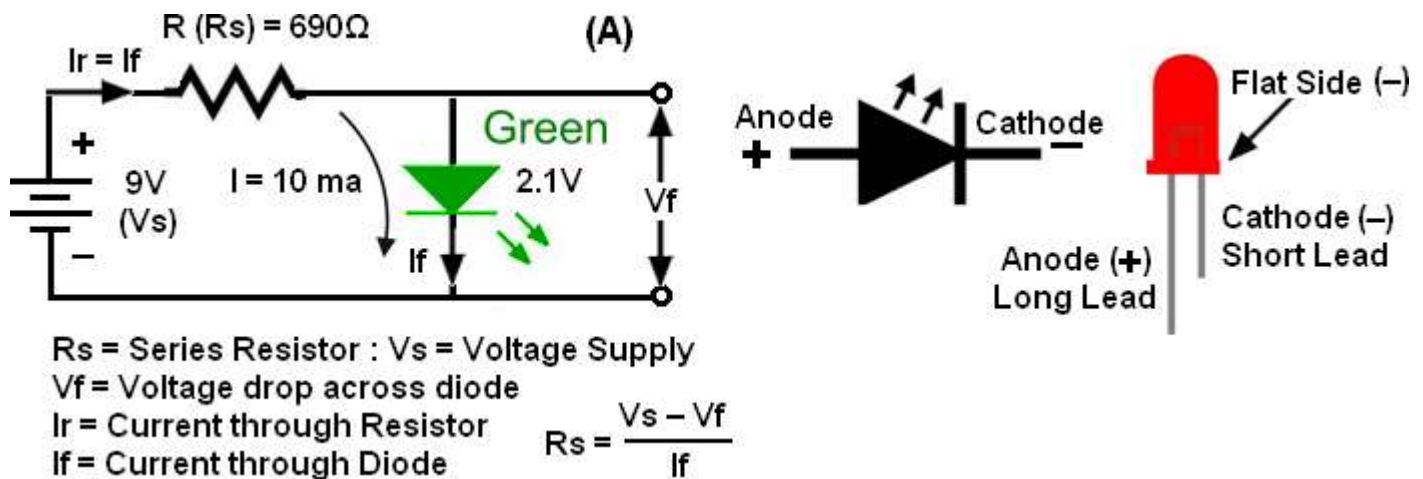 R (Rs) = 690Ω
(A)
Ir = If
+
9V
(Vs)
–
I = 10 ma
Green
2.1V
If
Vf
Anode
+
Cathode
–
Flat Side (–)
Cathode (–)
Short Lead
Anode (+)
Long Lead
Rs = Series Resistor : Vs = Voltage Supply
Vf = Voltage drop across diode
Ir = Current through Resistor
If = Current through Diode
Rs = Vs – Vf
If